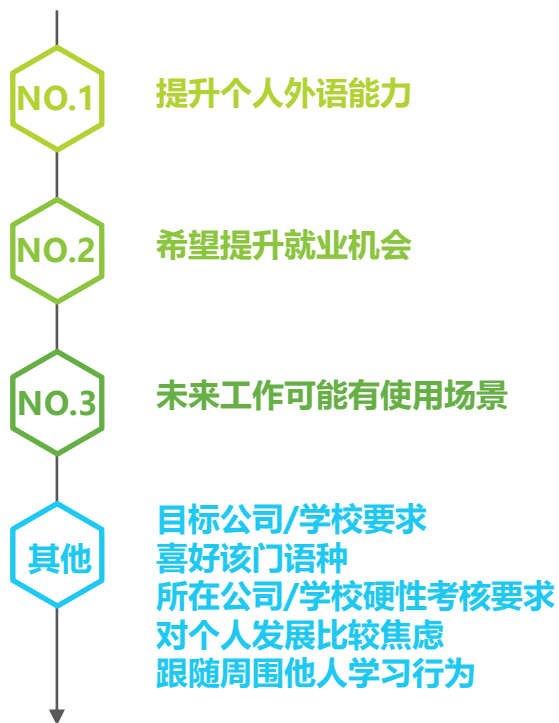 NO.1
提升个人外语能力
NO.2
希望提升就业机会
NO.3
未来工作可能有使用场景
其他
目标公司/学校要求
喜好该门语种
所在公司/学校硬性考核要求
对个人发展比较焦虑
跟随周围他人学习行为